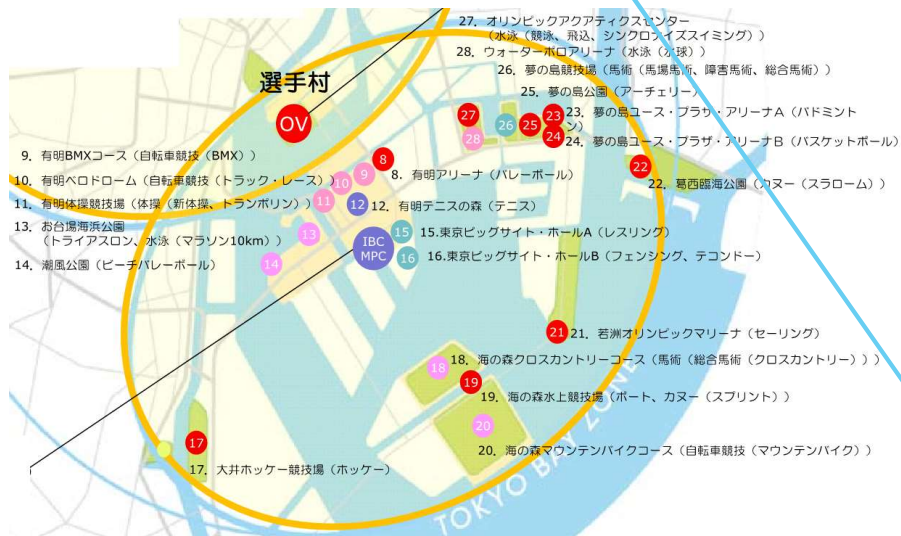 27. オリンピックアクアティクスセンター
(水泳（競泳、飛込、シンクロナイズスイミング））
28. ウォーターポロアリーナ（水泳（水球））
26. 夢の島競技場（馬術（馬場馬術、障害馬術、総合馬術））
25. 夢の島公園（アーチェリー）
23. 夢の島ユース・プラザ・アリーナA（バドミント
ン）
24. 夢の島ユース・プラザ・アリーナB（バスケットボール）
選手村
OV
27
28
26
25
23
24
22
22. 葛西臨海公園（カヌー（スラローム））
9. 有明BMXコース（自転車競技（BMX））
10. 有明ベロドローム（自転車競技（トラック・レース））
11. 有明体操競技場（体操（新体操、トランポリン））
13. お台場海浜公園
（トライアスロン、水泳（マラソン10km））
14. 潮風公園（ビーチバレーボール）
8
9
10
11
12
13
14
8. 有明アリーナ（バレーボール）
12. 有明テニスの森（テニス）
IBC
MPC
15
15.東京ビッグサイト・ホールA（レスリング）
16
16.東京ビッグサイト・ホールB（フェンシング、テコンドー）
21
21. 若洲オリンピックマリーナ（セーリング）
18
18. 海の森クロスカントリーコース（馬術（総合馬術（クロスカントリー）））
19
19. 海の森水上競技場（ボート、カヌー（スプリント））
20
20. 海の森マウンテンバイクコース（自転車競技（マウンテンバイク））
17
17. 大井ホッケー競技場（ホッケー）
TOKYO BAY ZONE